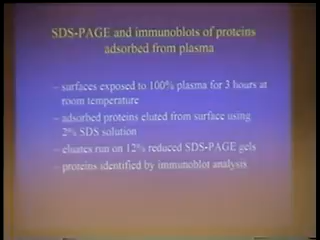 SDS-PAGE and immunoblots of proteins
adsorbed from plasma
– surfaces exposed to 100% plasma for 3 hours at
room temperature
– adsorbed proteins eluted from surface using
2% SDS solution
– eluates run on 12% reduced SDS-PAGE gels
– proteins identified by immunoblot analysis